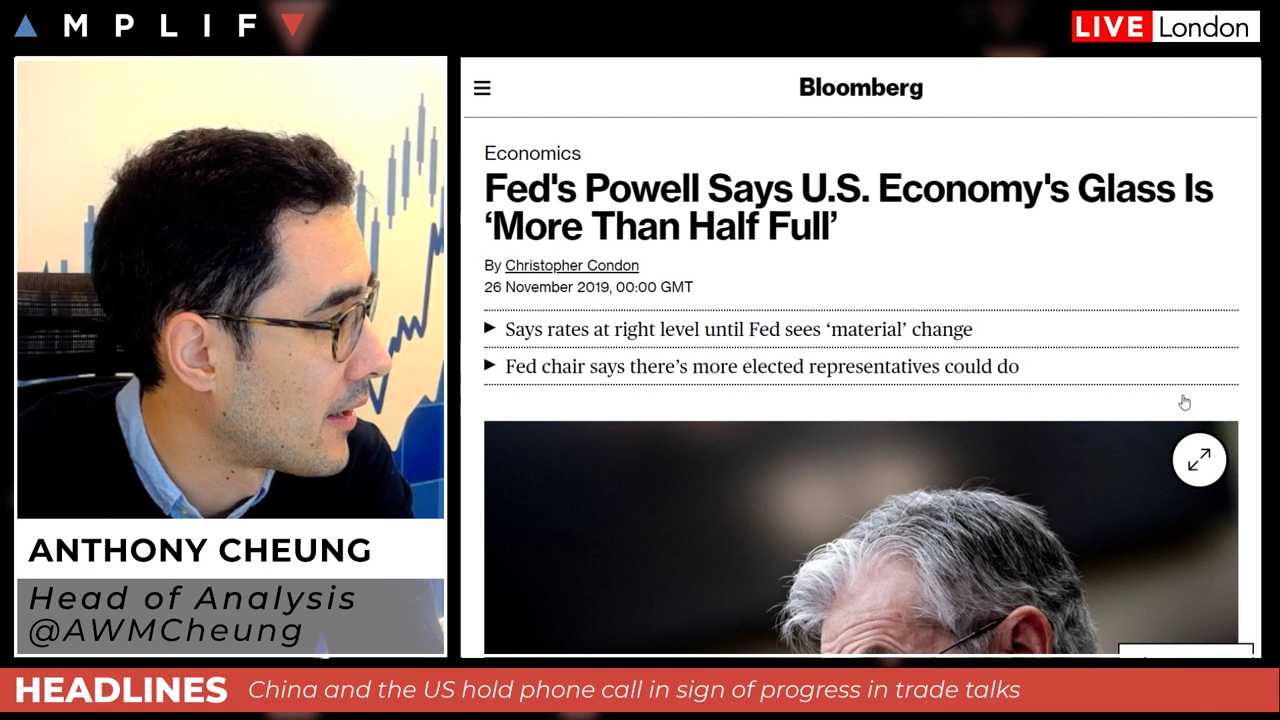 AMPLIFY
LIVE London
Bloomberg
Economics
Fed's Powell Says U.S. Economy's Glass Is
‘More Than Half Full’
By Christopher Condon
26 November 2019, 00:00 GMT
Says rates at right level until Fed sees ‘material’ change
Fed chair says there’s more elected representatives could do
ANTHONY CHEUNG
Head of Analysis
@AWMCheung
HEADLINES China and the US hold phone call in sign of progress in trade talks